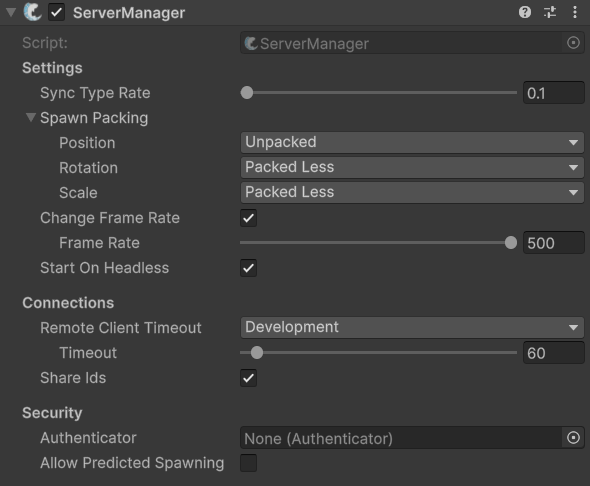 ServerManager
Script: ServerManager
Settings
Sync Type Rate 0.1
Spawn Packing
Position Unpacked
Rotation Packed Less
Scale Packed Less
Change Frame Rate
Frame Rate 500
Start On Headless
Connections
Remote Client Timeout Development
Timeout 60
Share Ids
Security
Authenticator None (Authenticator)
Allow Predicted Spawning